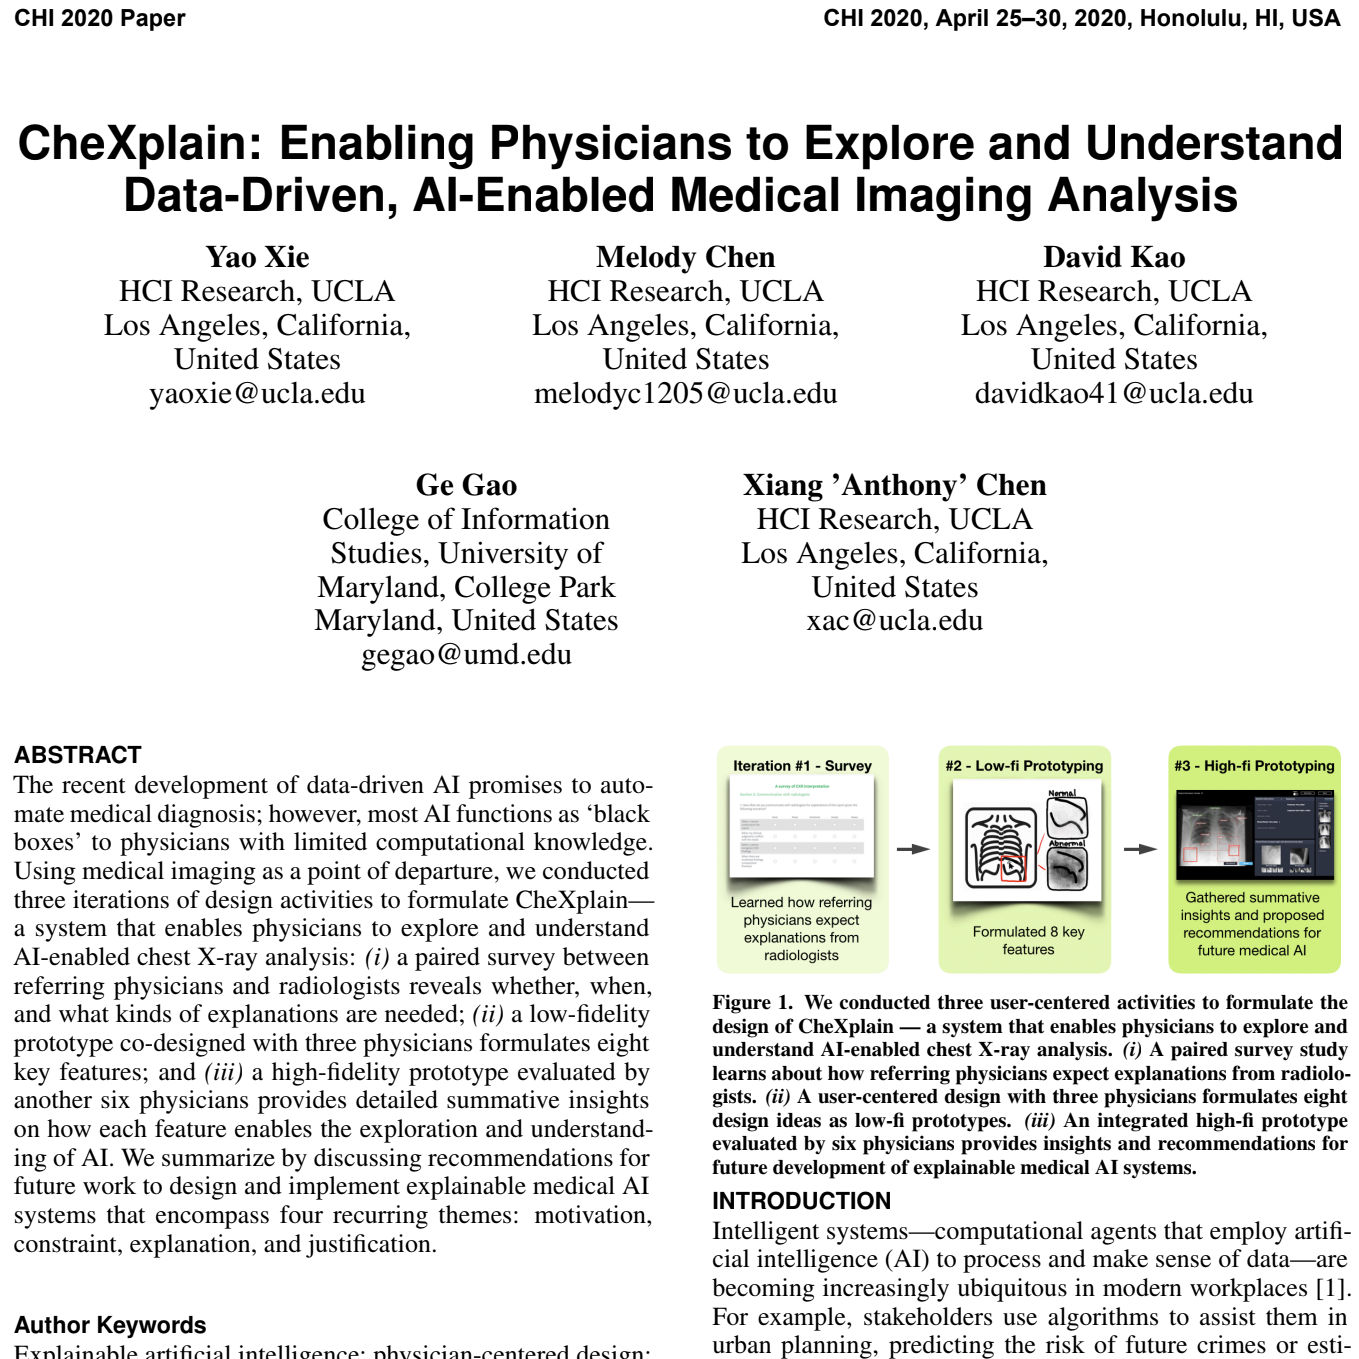 CHI 2020 Paper
CHI 2020, April 25–30, 2020, Honolulu, HI, USA
CheXplain: Enabling Physicians to Explore and Understand
Data-Driven, AI-Enabled Medical Imaging Analysis
Yao Xie
HCI Research, UCLA
Los Angeles, California,
United States
yaoxie@ucla.edu
Melody Chen
HCI Research, UCLA
Los Angeles, California,
United States
melodyc1205@ucla.edu
David Kao
HCI Research, UCLA
Los Angeles, California,
United States
davidkao41@ucla.edu
Ge Gao
College of Information
Studies, University of
Maryland, College Park
Maryland, United States
gegao@umd.edu
Xiang ’Anthony’ Chen
HCI Research, UCLA
Los Angeles, California,
United States
xac@ucla.edu
ABSTRACT
The recent development of data-driven AI promises to auto-
mate medical diagnosis; however, most AI functions as ‘black
boxes’ to physicians with limited computational knowledge.
Using medical imaging as a point of departure, we conducted
three iterations of design activities to formulate CheXplain—
a system that enables physicians to explore and understand
AI-enabled chest X-ray analysis: (i) a paired survey between
referring physicians and radiologists reveals whether, when,
and what kinds of explanations are needed; (ii) a low-fidelity
prototype co-designed with three physicians formulates eight
key features; and (iii) a high-fidelity prototype evaluated by
another six physicians provides detailed summative insights
on how each feature enables the exploration and understand-
ing of AI. We summarize by discussing recommendations for
future work to design and implement explainable medical AI
systems that encompass four recurring themes: motivation,
constraint, explanation, and justification.
Author Keywords
Explainable artificial intelligence; physician-centered design;
Iteration #1 - Survey
A survey of CXR Interpretation
Learned how referring
physicians expect
explanations from
radiologists
#2 - Low-fi Prototyping
Normal
Abnormal
Formulated 8 key
features
#3 - High-fi Prototyping
Gathered summative
insights and proposed
recommendations for
future medical AI
Figure 1. We conducted three user-centered activities to formulate the
design of CheXplain — a system that enables physicians to explore and
understand AI-enabled chest X-ray analysis. (i) A paired survey study
learns about how referring physicians expect explanations from radiolo-
gists. (ii) A user-centered design with three physicians formulates eight
design ideas as low-fi prototypes. (iii) An integrated high-fi prototype
evaluated by six physicians provides insights and recommendations for
future development of explainable medical AI systems.
INTRODUCTION
Intelligent systems—computational agents that employ artifi-
cial intelligence (AI) to process and make sense of data—are
becoming increasingly ubiquitous in modern workplaces [1].
For example, stakeholders use algorithms to assist them in
urban planning, predicting the risk of future crimes or esti-